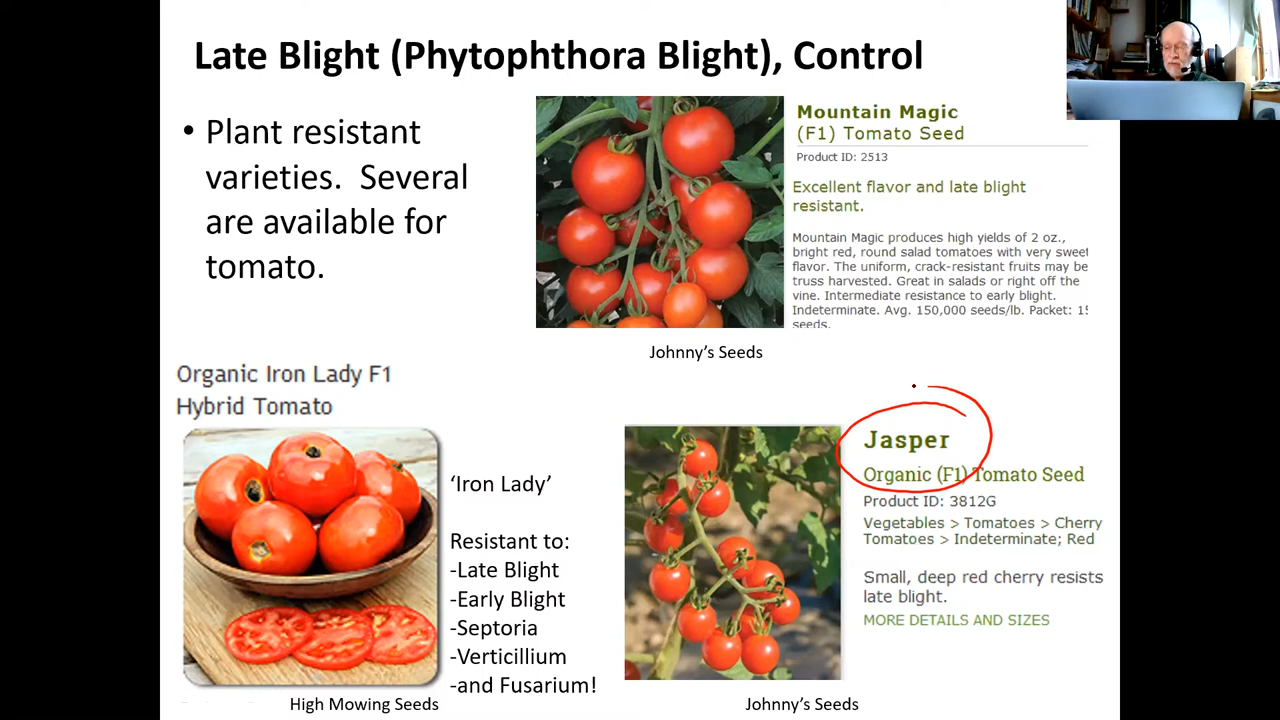 Late Blight (Phytophthora Blight), Control
• Plant resistant
varieties.  Several
are available for
tomato.
Mountain Magic
(F1) Tomato Seed
Product ID: 2513
Excellent flavor and late blight
resistant.
Mountain Magic produces high yields of 2 oz.,
bright red, round salad tomatoes with very sweet
flavor. The uniform, crack-resistant fruits may be
truss harvested. Great in salads or right off the
vine. Intermediate resistance to early blight.
Indeterminate. Avg. 150,000 seeds/lb. Packet:
seeds.
Johnny’s Seeds
Organic Iron Lady F1
Hybrid Tomato
‘Iron Lady’
Resistant to:
-Late Blight
-Early Blight
-Septoria
-Verticillium
-and Fusarium!
High Mowing Seeds
Jasper
Organic (F1) Tomato Seed
Product ID: 3812G
Vegetables > Tomatoes > Cherry
Tomatoes > Indeterminate; Red
Small, deep red cherry resists
late blight.
MORE DETAILS AND SIZES
Johnny’s Seeds